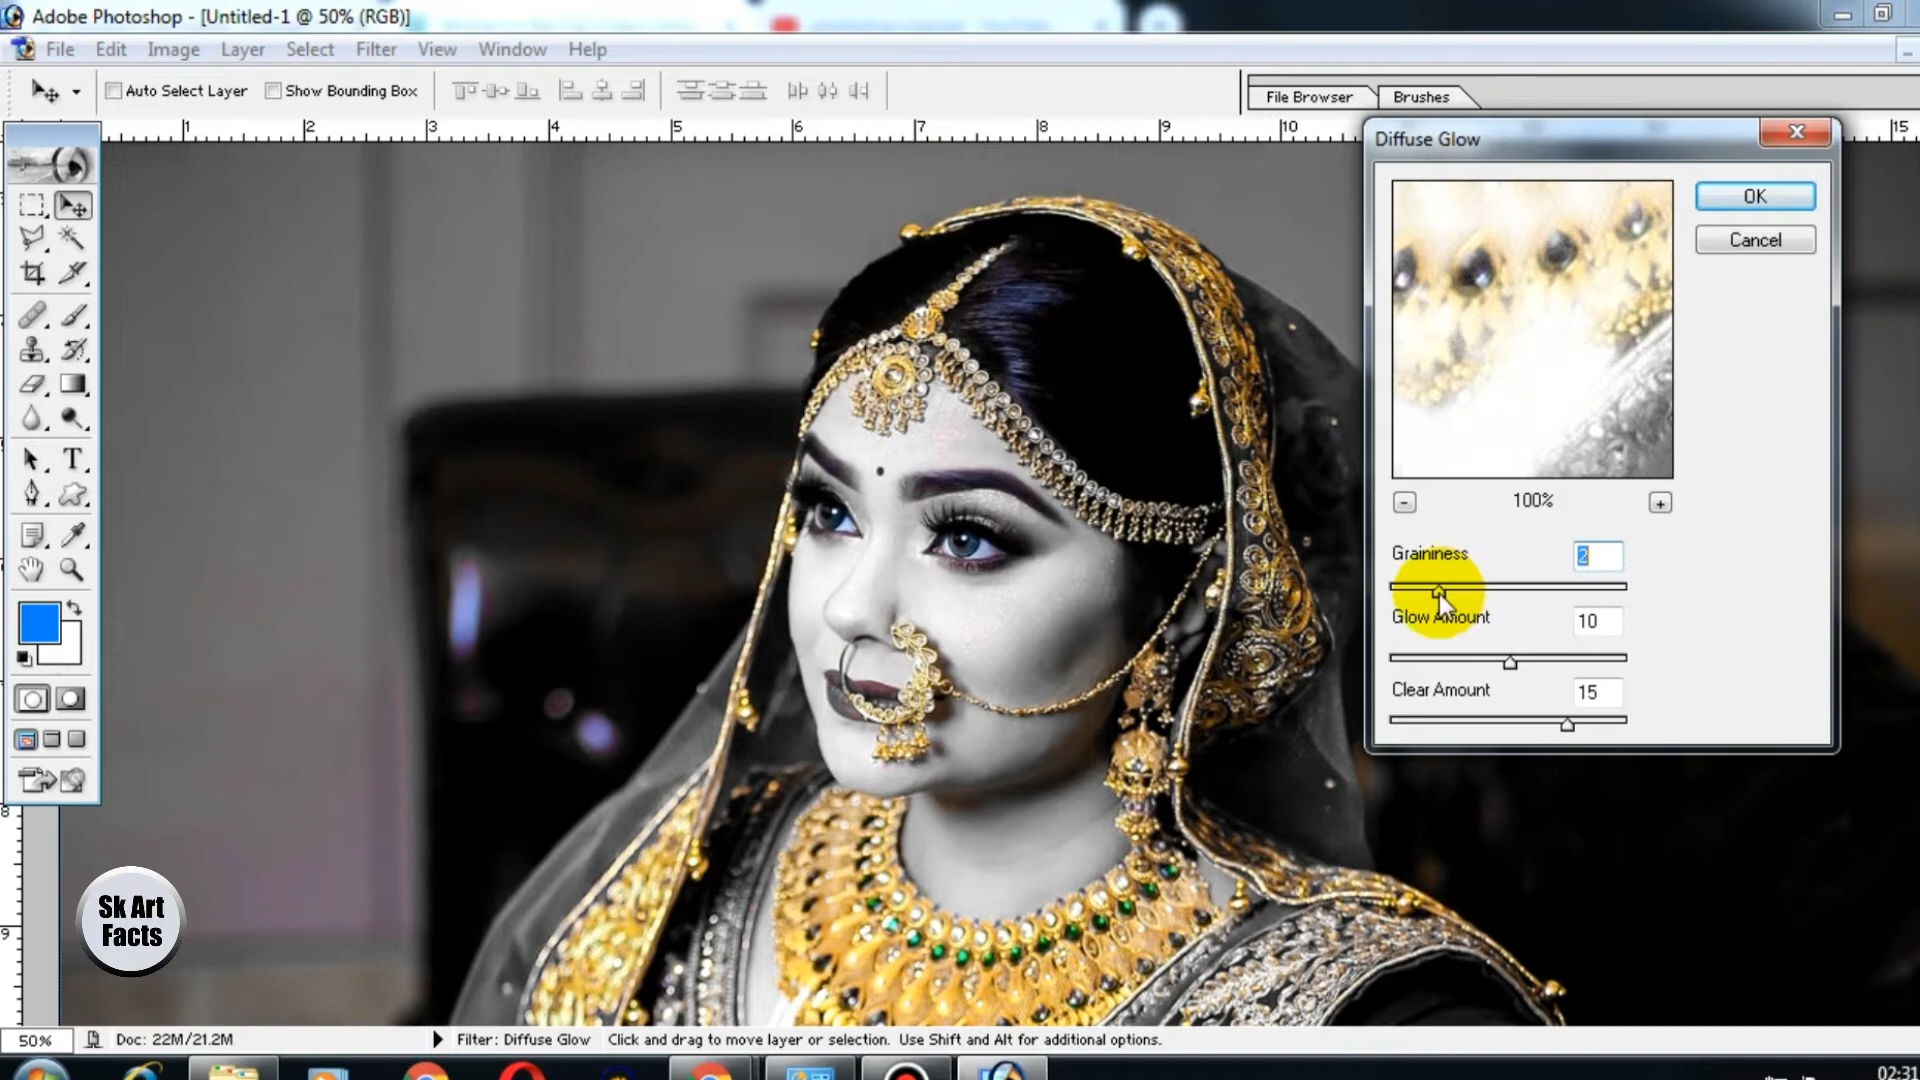 Adobe Photoshop - [Untitled-1 @ 50% (RGB)]
File Edit Image Layer Select Filter View Window Help
Auto Select Layer Show Bounding Box
File Browser Brushes
1 2 3 4 5 6 7 8 9 10 15
Diffuse Glow
OK
Cancel
100%
Graininess 2
Glow Amount 10
Clear Amount 15
T
8
9
Sk Art
Facts
50% Doc: 22M/21.2M Filter: Diffuse Glow Click and drag to move layer or selection. Use Shift and Alt for additional options.
02:31